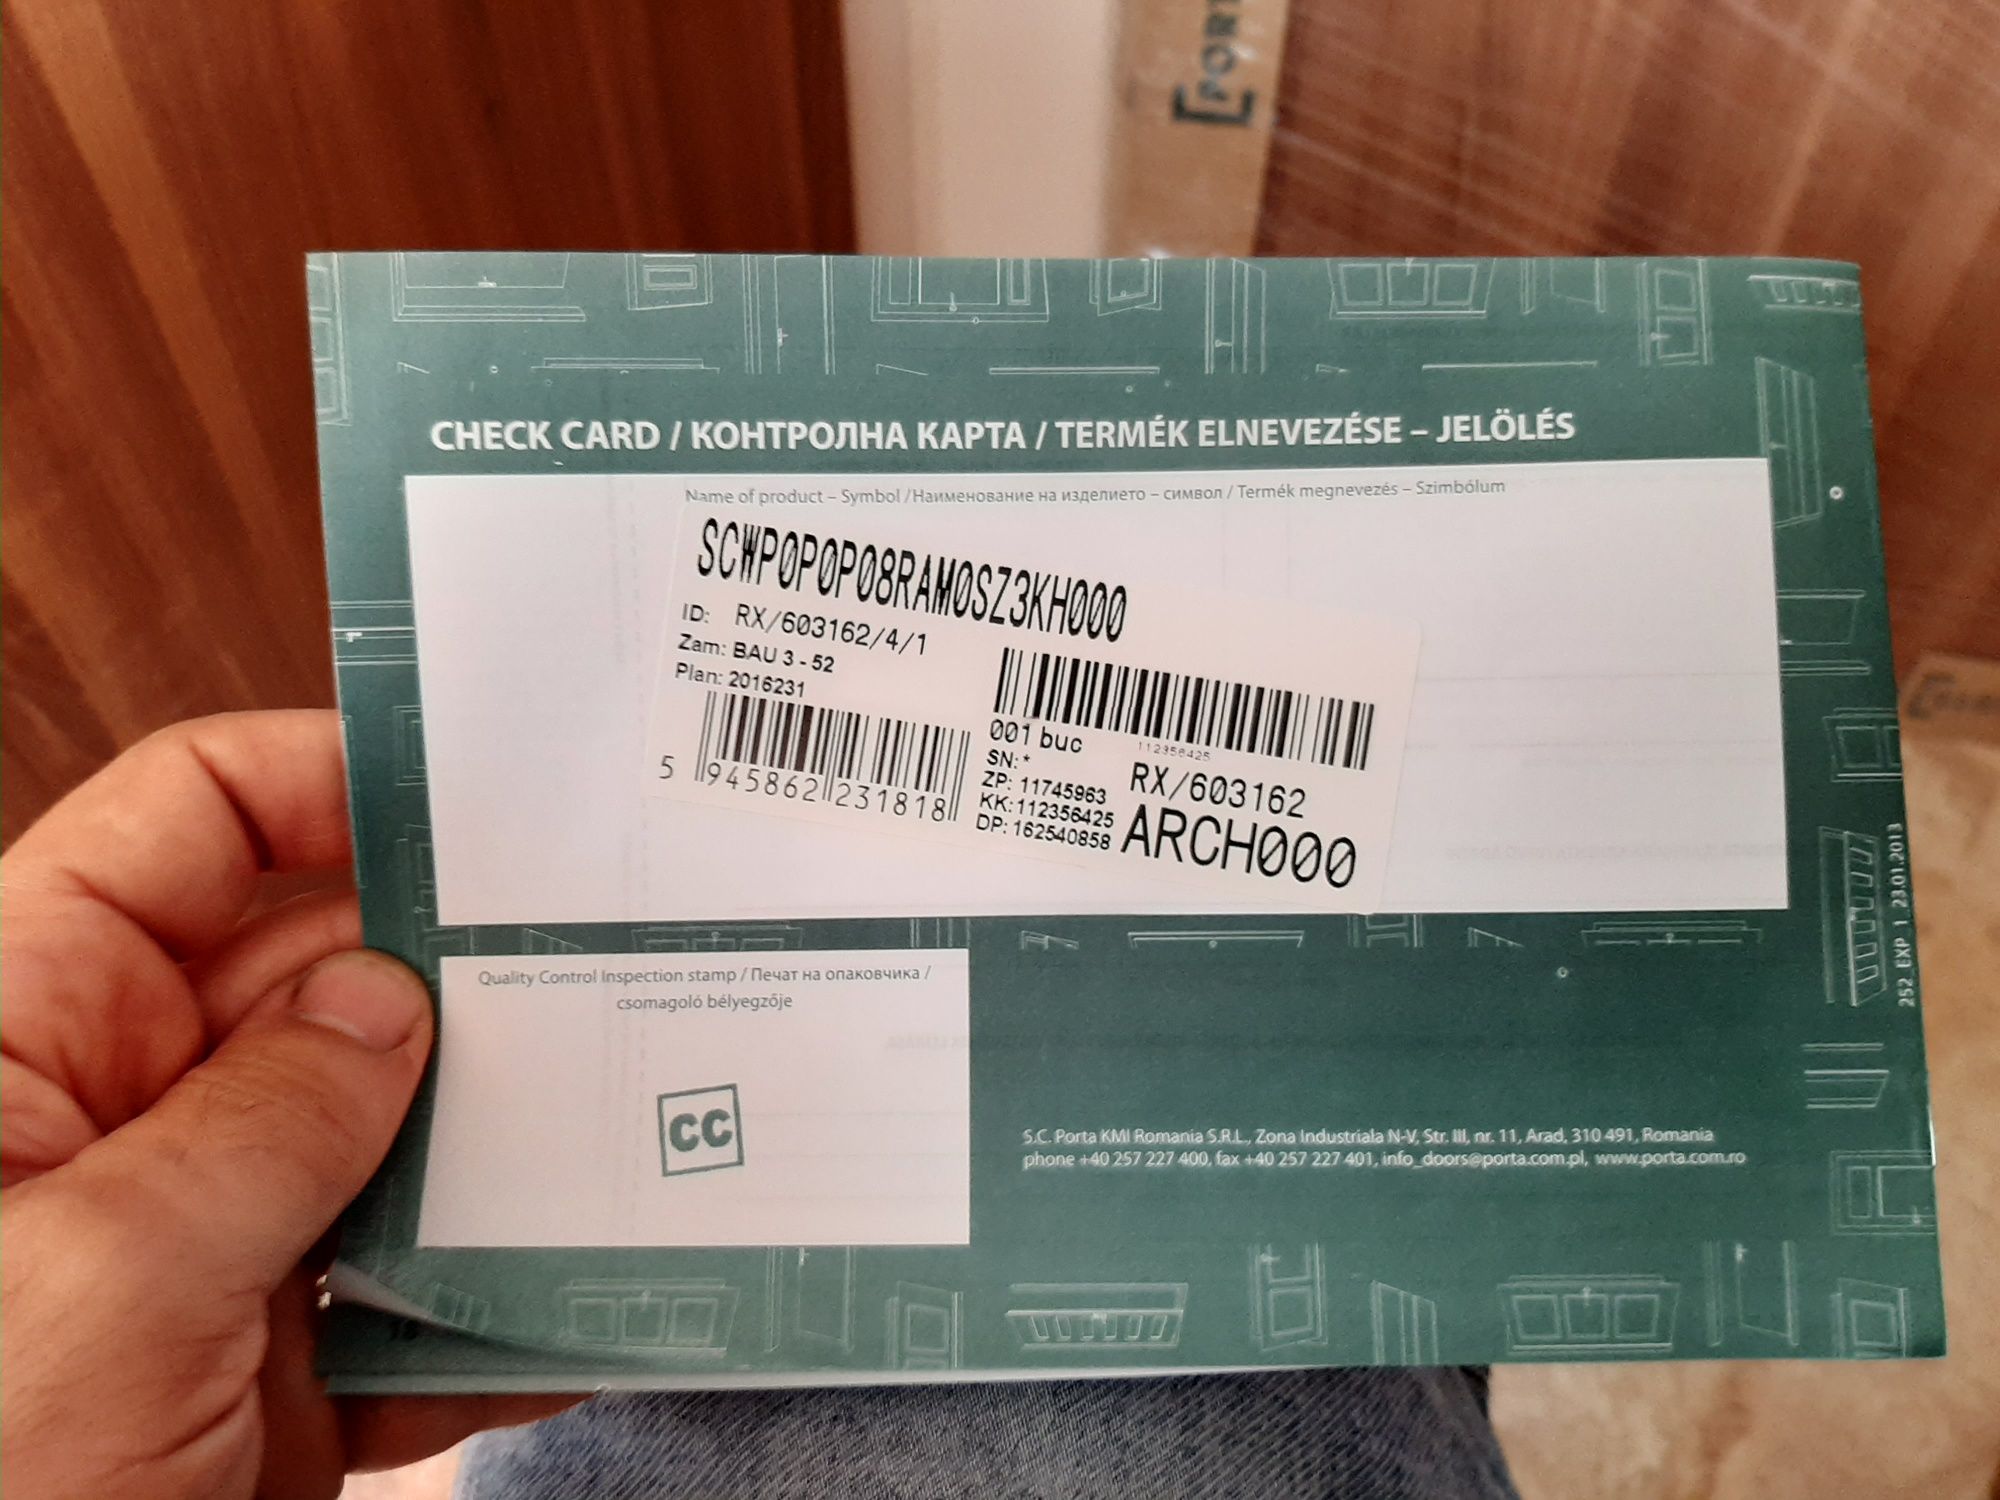 PORT
CHECK CARD / КОНТРОЛНА КАРТА / TERMÉK ELNEVEZÉSE – JELÖLÉS
Name of product – Symbol /Наименование на изделието – символ / Termék megnevezés – Szimbólum
SCWP0P0P08RAM0SZ3KH000
ID: RX/603162/4/1
Zam: BAU 3 - 52
Plan: 2016231
5 945862 231818
112356425
001 buc
SN: *
ZP: 11745963
KK: 112356425
DP: 162540858
RX/603162
ARCH000
Quality Control Inspection stamp / Печат на опаковчика /
csomagoló bélyegzője
CC
S.C. Porta KMI Romania S.R.L., Zona Industriala N-V, Str. III, nr. 11, Arad, 310 491, Romania
phone +40 257 227 400, fax +40 257 227 401, info_doors@porta.com.pl, www.porta.com.ro
252_EXP_1_23.01.2013